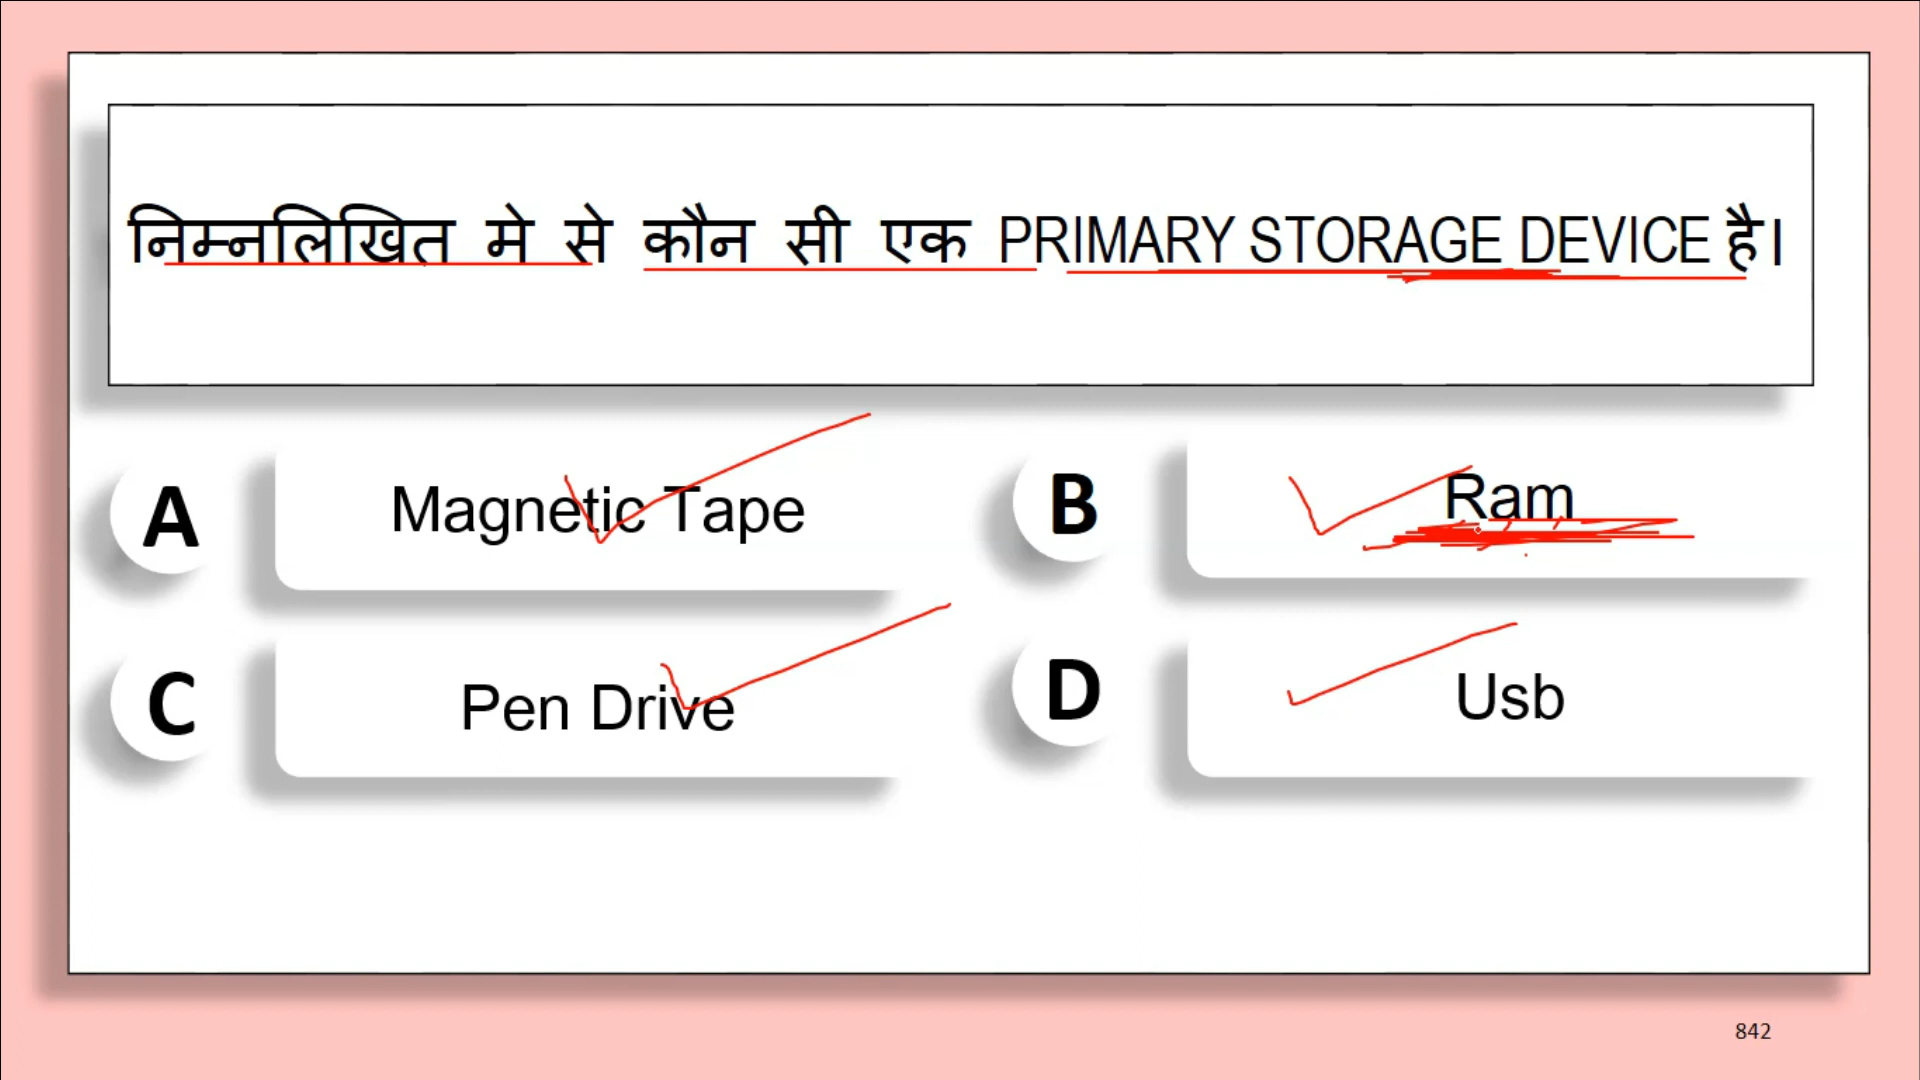 निम्नलिखित मे से कौन सी एक PRIMARY STORAGE DEVICE है।
A Magnetic Tape
B Ram
C Pen Drive
D Usb
842